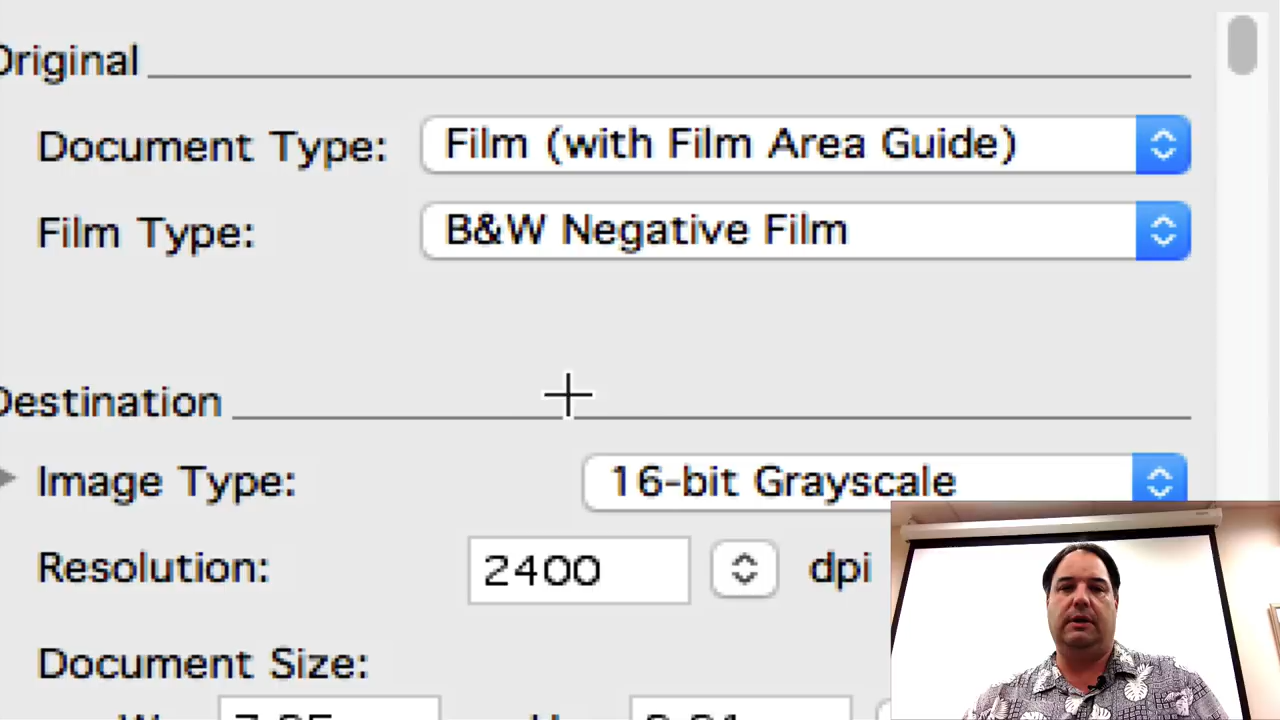 Original
Document Type: Film (with Film Area Guide)
Film Type: B&W Negative Film
Destination
Image Type: 16-bit Grayscale
Resolution: 2400 dpi
Document Size: